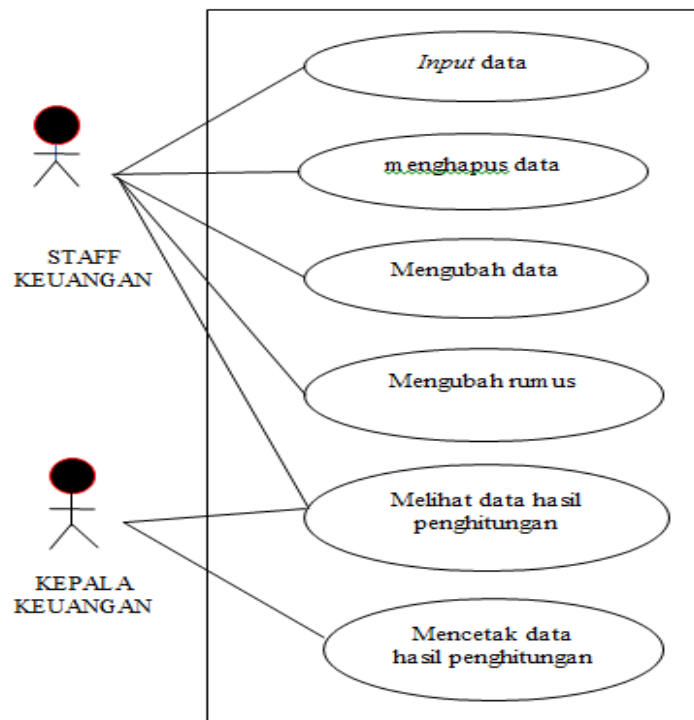 Input data
menghapus data
STAFF
KEUANGAN
Mengubah data
Mengubah rumus
Melihat data hasil
penghitungan
KEPALA
KEUANGAN
Mencetak data
hasil penghitungan